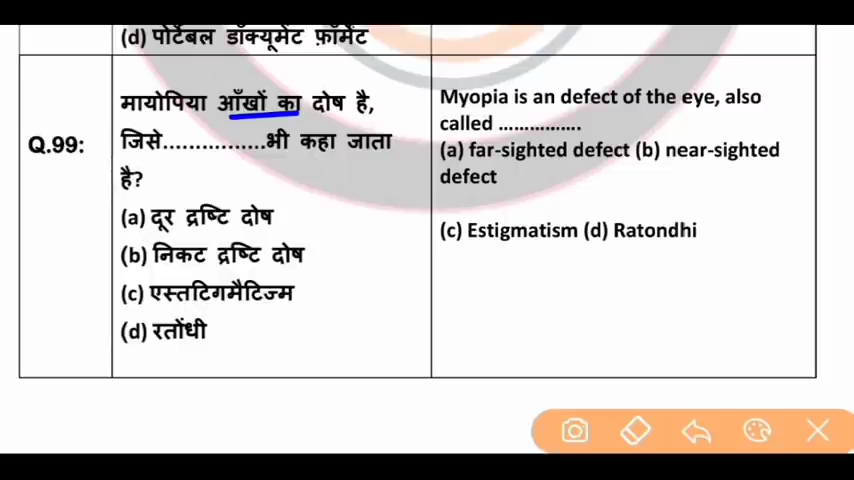 (d) पोर्टेबल डॉक्यूमेंट फ़ॉर्मेट
Q.99:
मायोपिया आँखों का दोष है,
जिसे................भी कहा जाता
है?
(a) दूर द्रष्टि दोष
(b) निकट द्रष्टि दोष
(c) एस्तटिगमैटिज्म
(d) रतोंधी
Myopia is an defect of the eye, also
called ................
(a) far-sighted defect (b) near-sighted
defect
(c) Estigmatism (d) Ratondhi